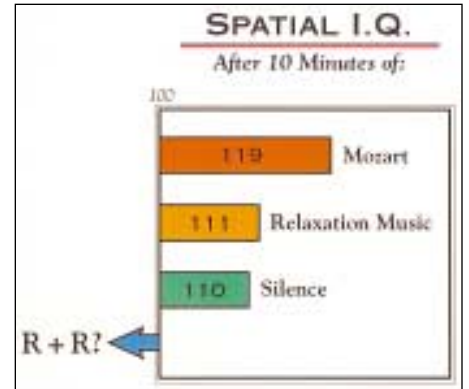 SPATIAL I.Q.
After 10 Minutes of:
100
119 Mozart
111 Relaxation Music
110 Silence
R + R?